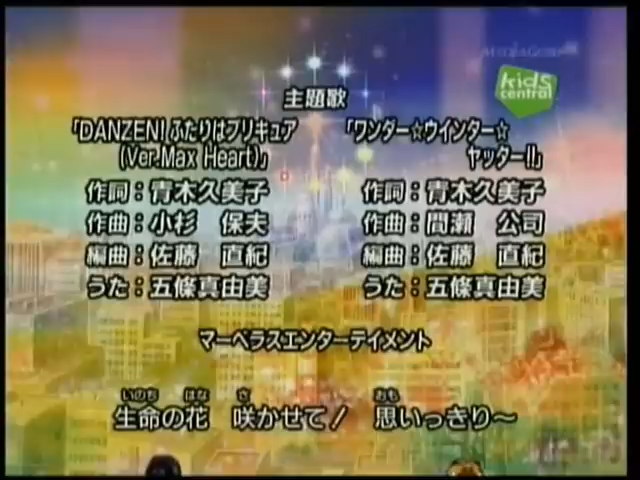 MediaCorp
kids
central
主題歌
「DANZEN! ふたりはプリキュア
(Ver.Max Heart)」
作詞：青木久美子
作曲：小杉　保夫
編曲：佐藤　直紀
うた：五條真由美
「ワンダー☆ウインター☆
ヤッター!!」
作詞：青木久美子
作曲：間瀬　公司
編曲：佐藤　直紀
うた：五條真由美
マーベラスエンターテイメント
いのち　はな　さ　おも
生命の花　咲かせて！　思いっきり～